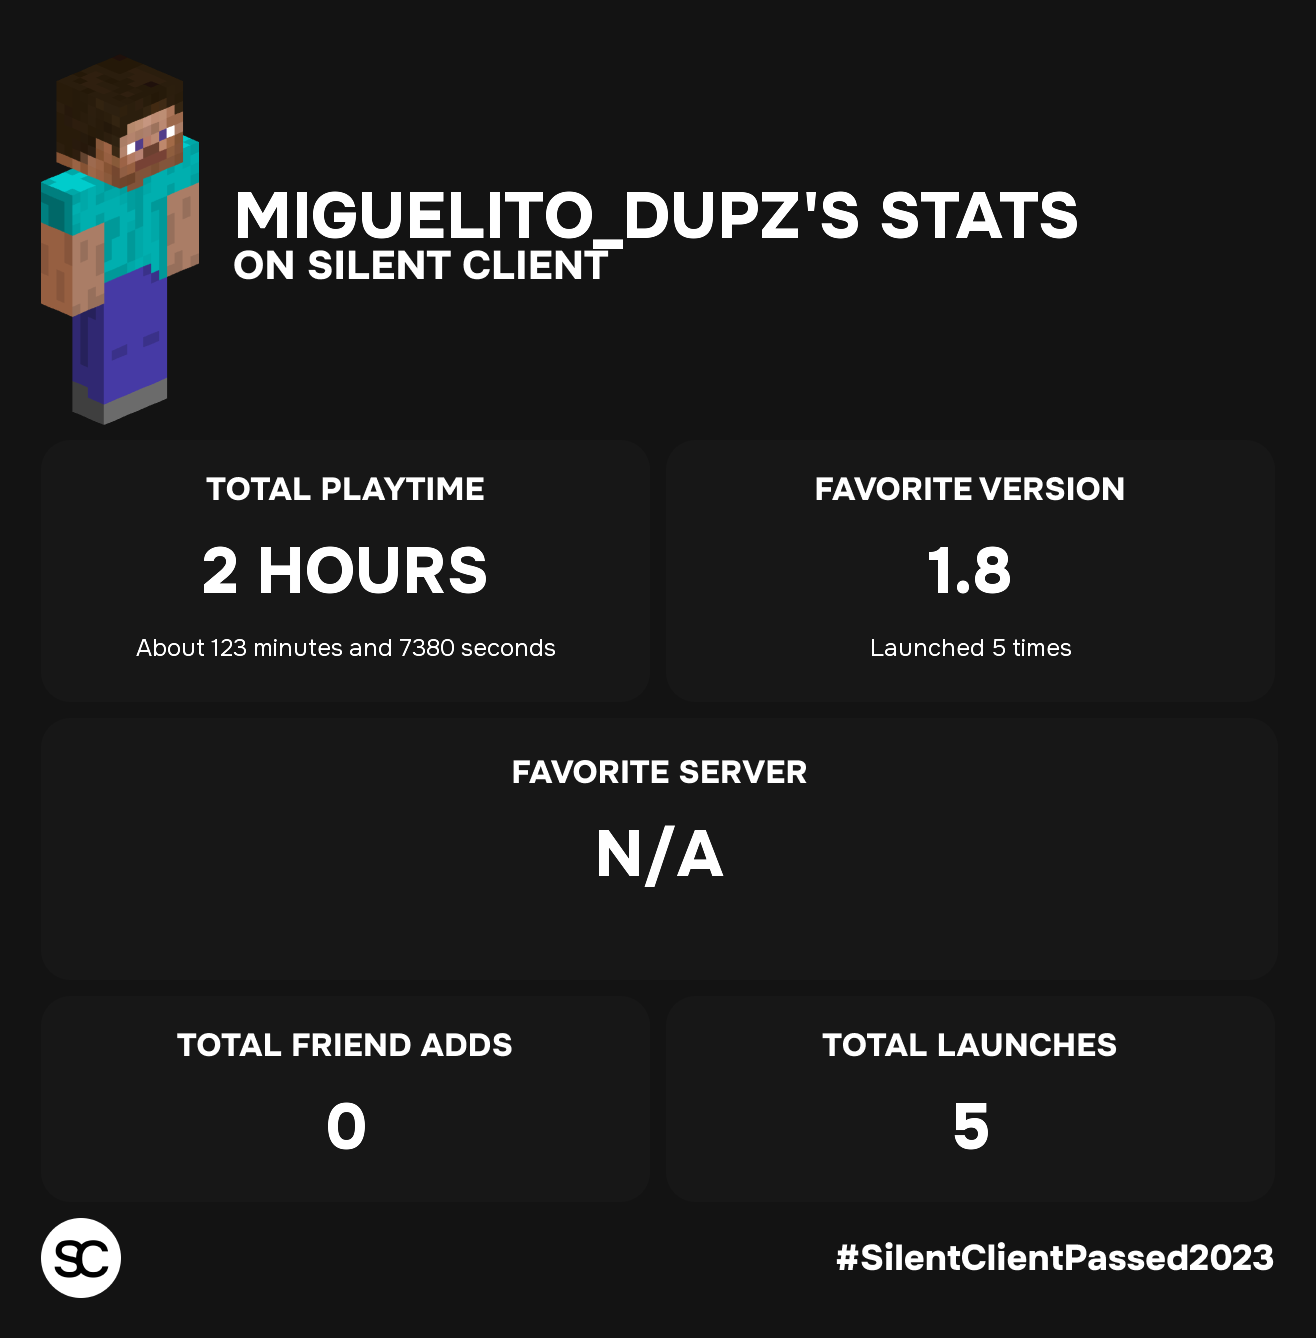 MIGUELITO_DUPZ'S STATS
ON SILENT CLIENT
TOTAL PLAYTIME
2 HOURS
About 123 minutes and 7380 seconds
FAVORITE VERSION
1.8
Launched 5 times
FAVORITE SERVER
N/A
TOTAL FRIEND ADDS
0
TOTAL LAUNCHES
5
SC
#SilentClientPassed2023